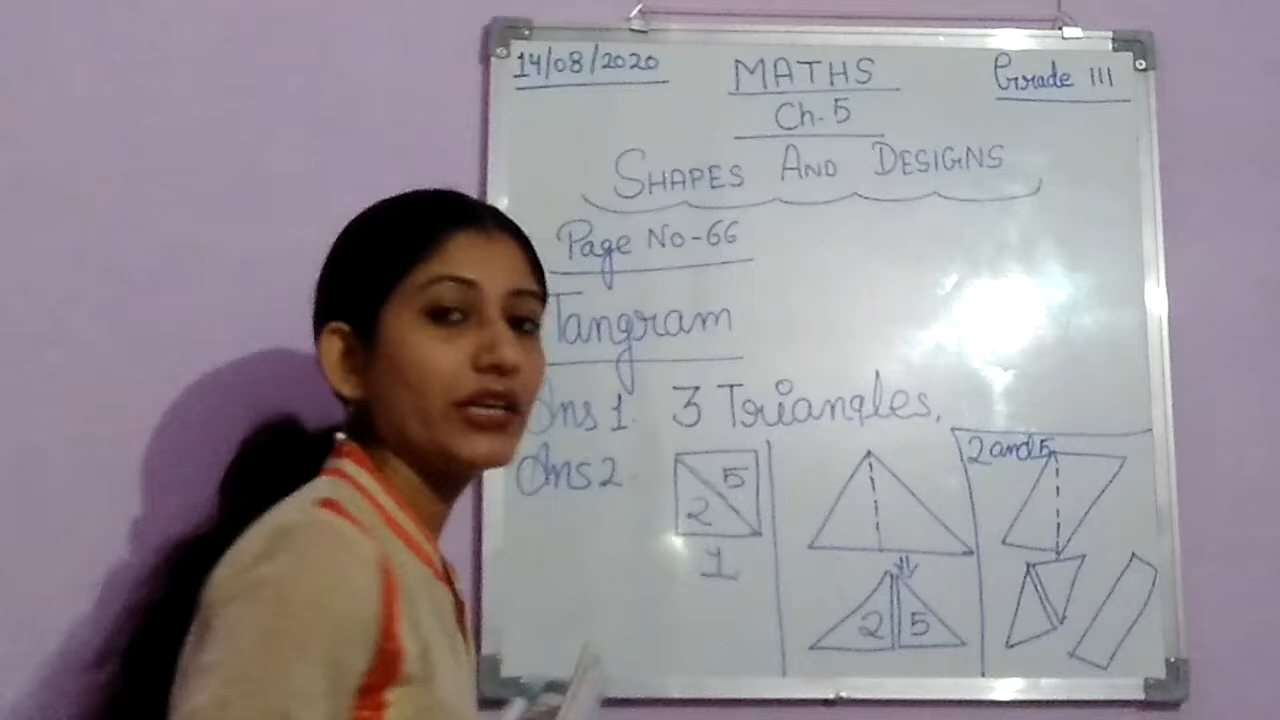 14/08/2020 MATHS Grade III
Ch. 5
SHAPES AND DESIGNS
Page No-66
Tangram
Ans 1. 3 Triangles.
Ans 2. 5 2 and 5
2
1
2 5